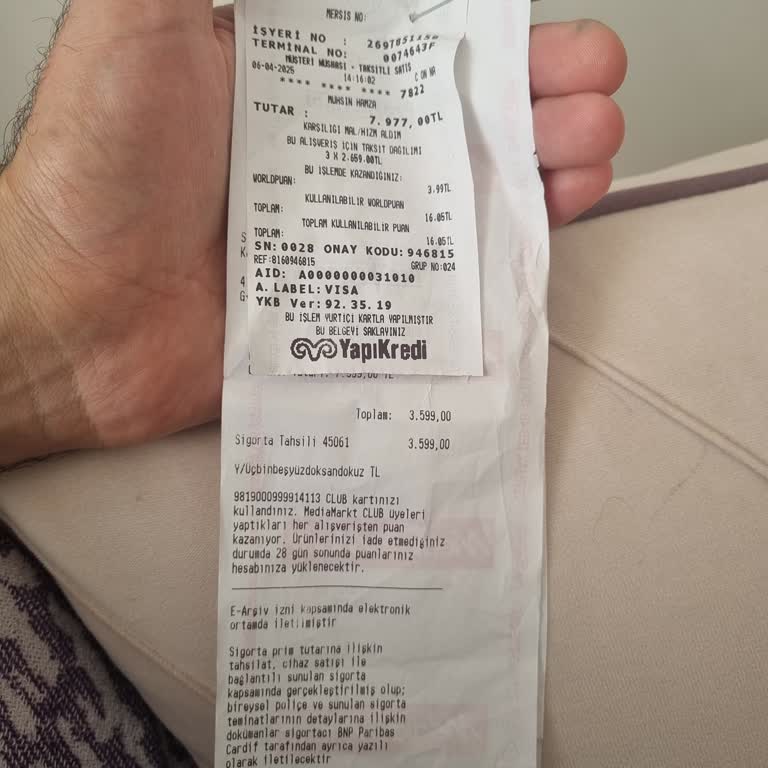 MERSİS NO:
İŞYERİ NO :
TERMİNAL NO: 0074643F
MÜŞTERİ NÜSHASI - TAKSİTLİ SATIŞ
06-04-2025 14:16:02 C ON NA
**** **** **** 7822
MUHSIN HAMZA
TUTAR : 7.977,00TL
KARŞILIĞI MAL/HİZM ALDIM
BU ALIŞVERİŞ İÇİN TAKSİT DAĞILIMI
3 X 2.659.00TL
BU İŞLEMDE KAZANDIĞINIZ:
WORLDPUAN: 3.99TL
KULLANILABİLİR WORLDPUAN
TOPLAM: 16.05TL
TOPLAM KULLANILABİLİR PUAN
TOPLAM: 16.05TL
SN:0028 ONAY KODU:946815
REF:8160946815 GRUP NO:024
AID: A0000000031010
A. LABEL:VISA
YKB Ver:92.35.19
BU İŞLEM YURTİÇİ KARTLA YAPILMIŞTIR
BU BELGEYİ SAKLAYINIZ
YapıKredi
Toplam: 3.599,00
Sigorta Tahsili 45061 3.599,00
Y/Üçbinbeşyüzdoksandokuz TL
9819000999914113 CLUB kartınızı
kullandınız. MediaMarkt CLUB üyeleri
yaptıkları her alışverişten puan
kazanıyor. Ürünlerinizi iade etmediğiniz
durumda 28 gün sonunda puanlarınız
hesabınıza yüklenecektir.
E-Arşiv izni kapsamında elektronik
ortamda iletilmiştir
Sigorta prim tutarına ilişkin
tahsilat, cihaz satışı ile
bağlantılı sunulan sigorta
kapsamında gerçekleştirilmiş olup;
bireysel poliçe ve sunulan sigorta
teminatlarının detaylarına ilişkin
dokümanlar sigortacı BNP Paribas
Cardif tarafından ayrıca yazılı
olarak iletilecektir